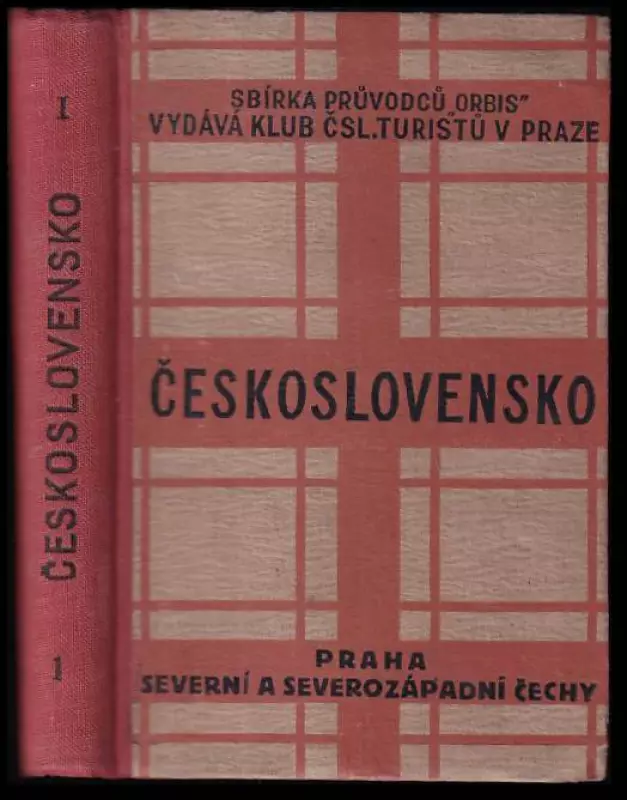 I
ČESKOSLOVENSKO
1
SBÍRKA PRŮVODCŮ „ORBIS”
VYDÁVÁ KLUB ČSL. TURISTŮ V PRAZE
ČESKOSLOVENSKO
PRAHA
SEVERNÍ A SEVEROZÁPADNÍ ČECHY